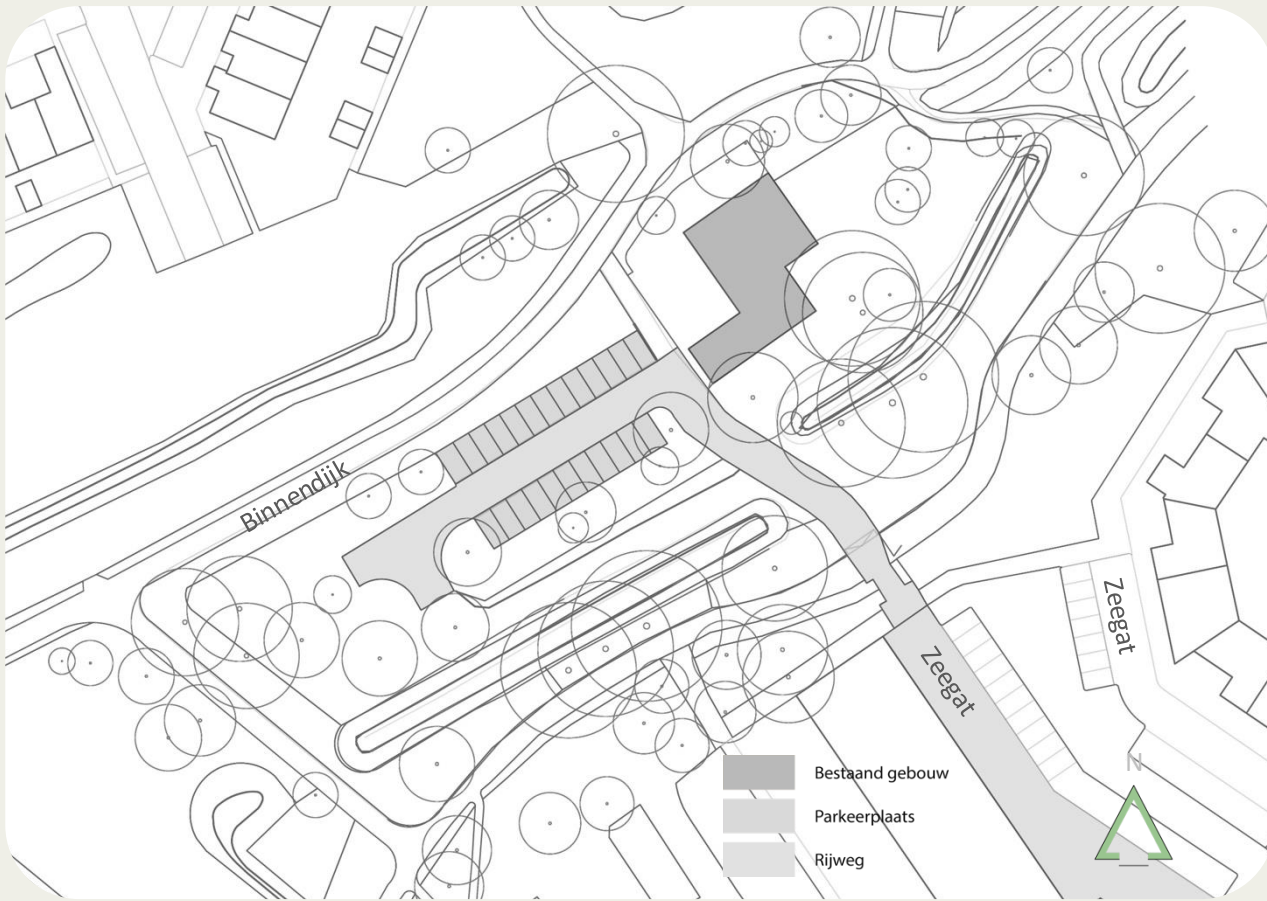 Binnendijk
Zeegat
Zeegat
Bestaand gebouw
Parkeerplaats
Rijweg
N